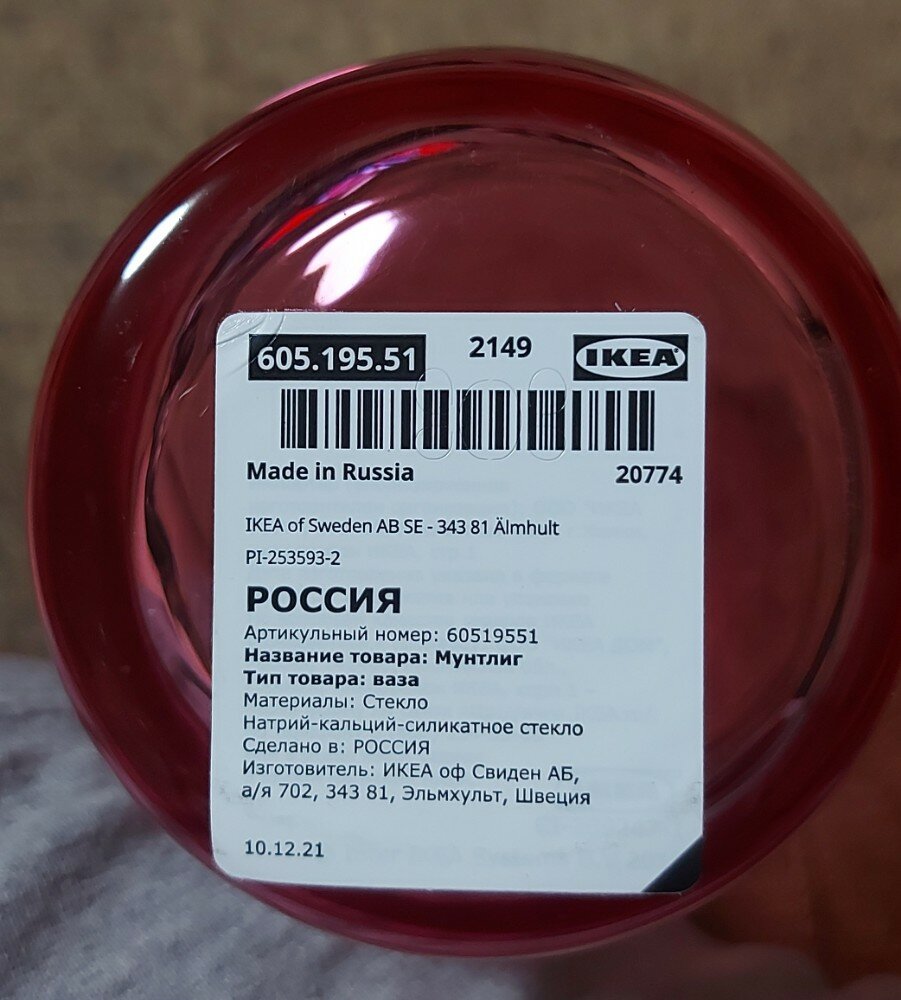 605.195.51 2149 IKEA®
Made in Russia 20774
IKEA of Sweden AB SE - 343 81 Älmhult
PI-253593-2
РОССИЯ
Артикульный номер: 60519551
Название товара: Мунтлиг
Тип товара: ваза
Материалы: Стекло
Натрий-кальций-силикатное стекло
Сделано в: РОССИЯ
Изготовитель: ИКЕА оф Свиден АБ,
а/я 702, 343 81, Эльмхульт, Швеция
10.12.21